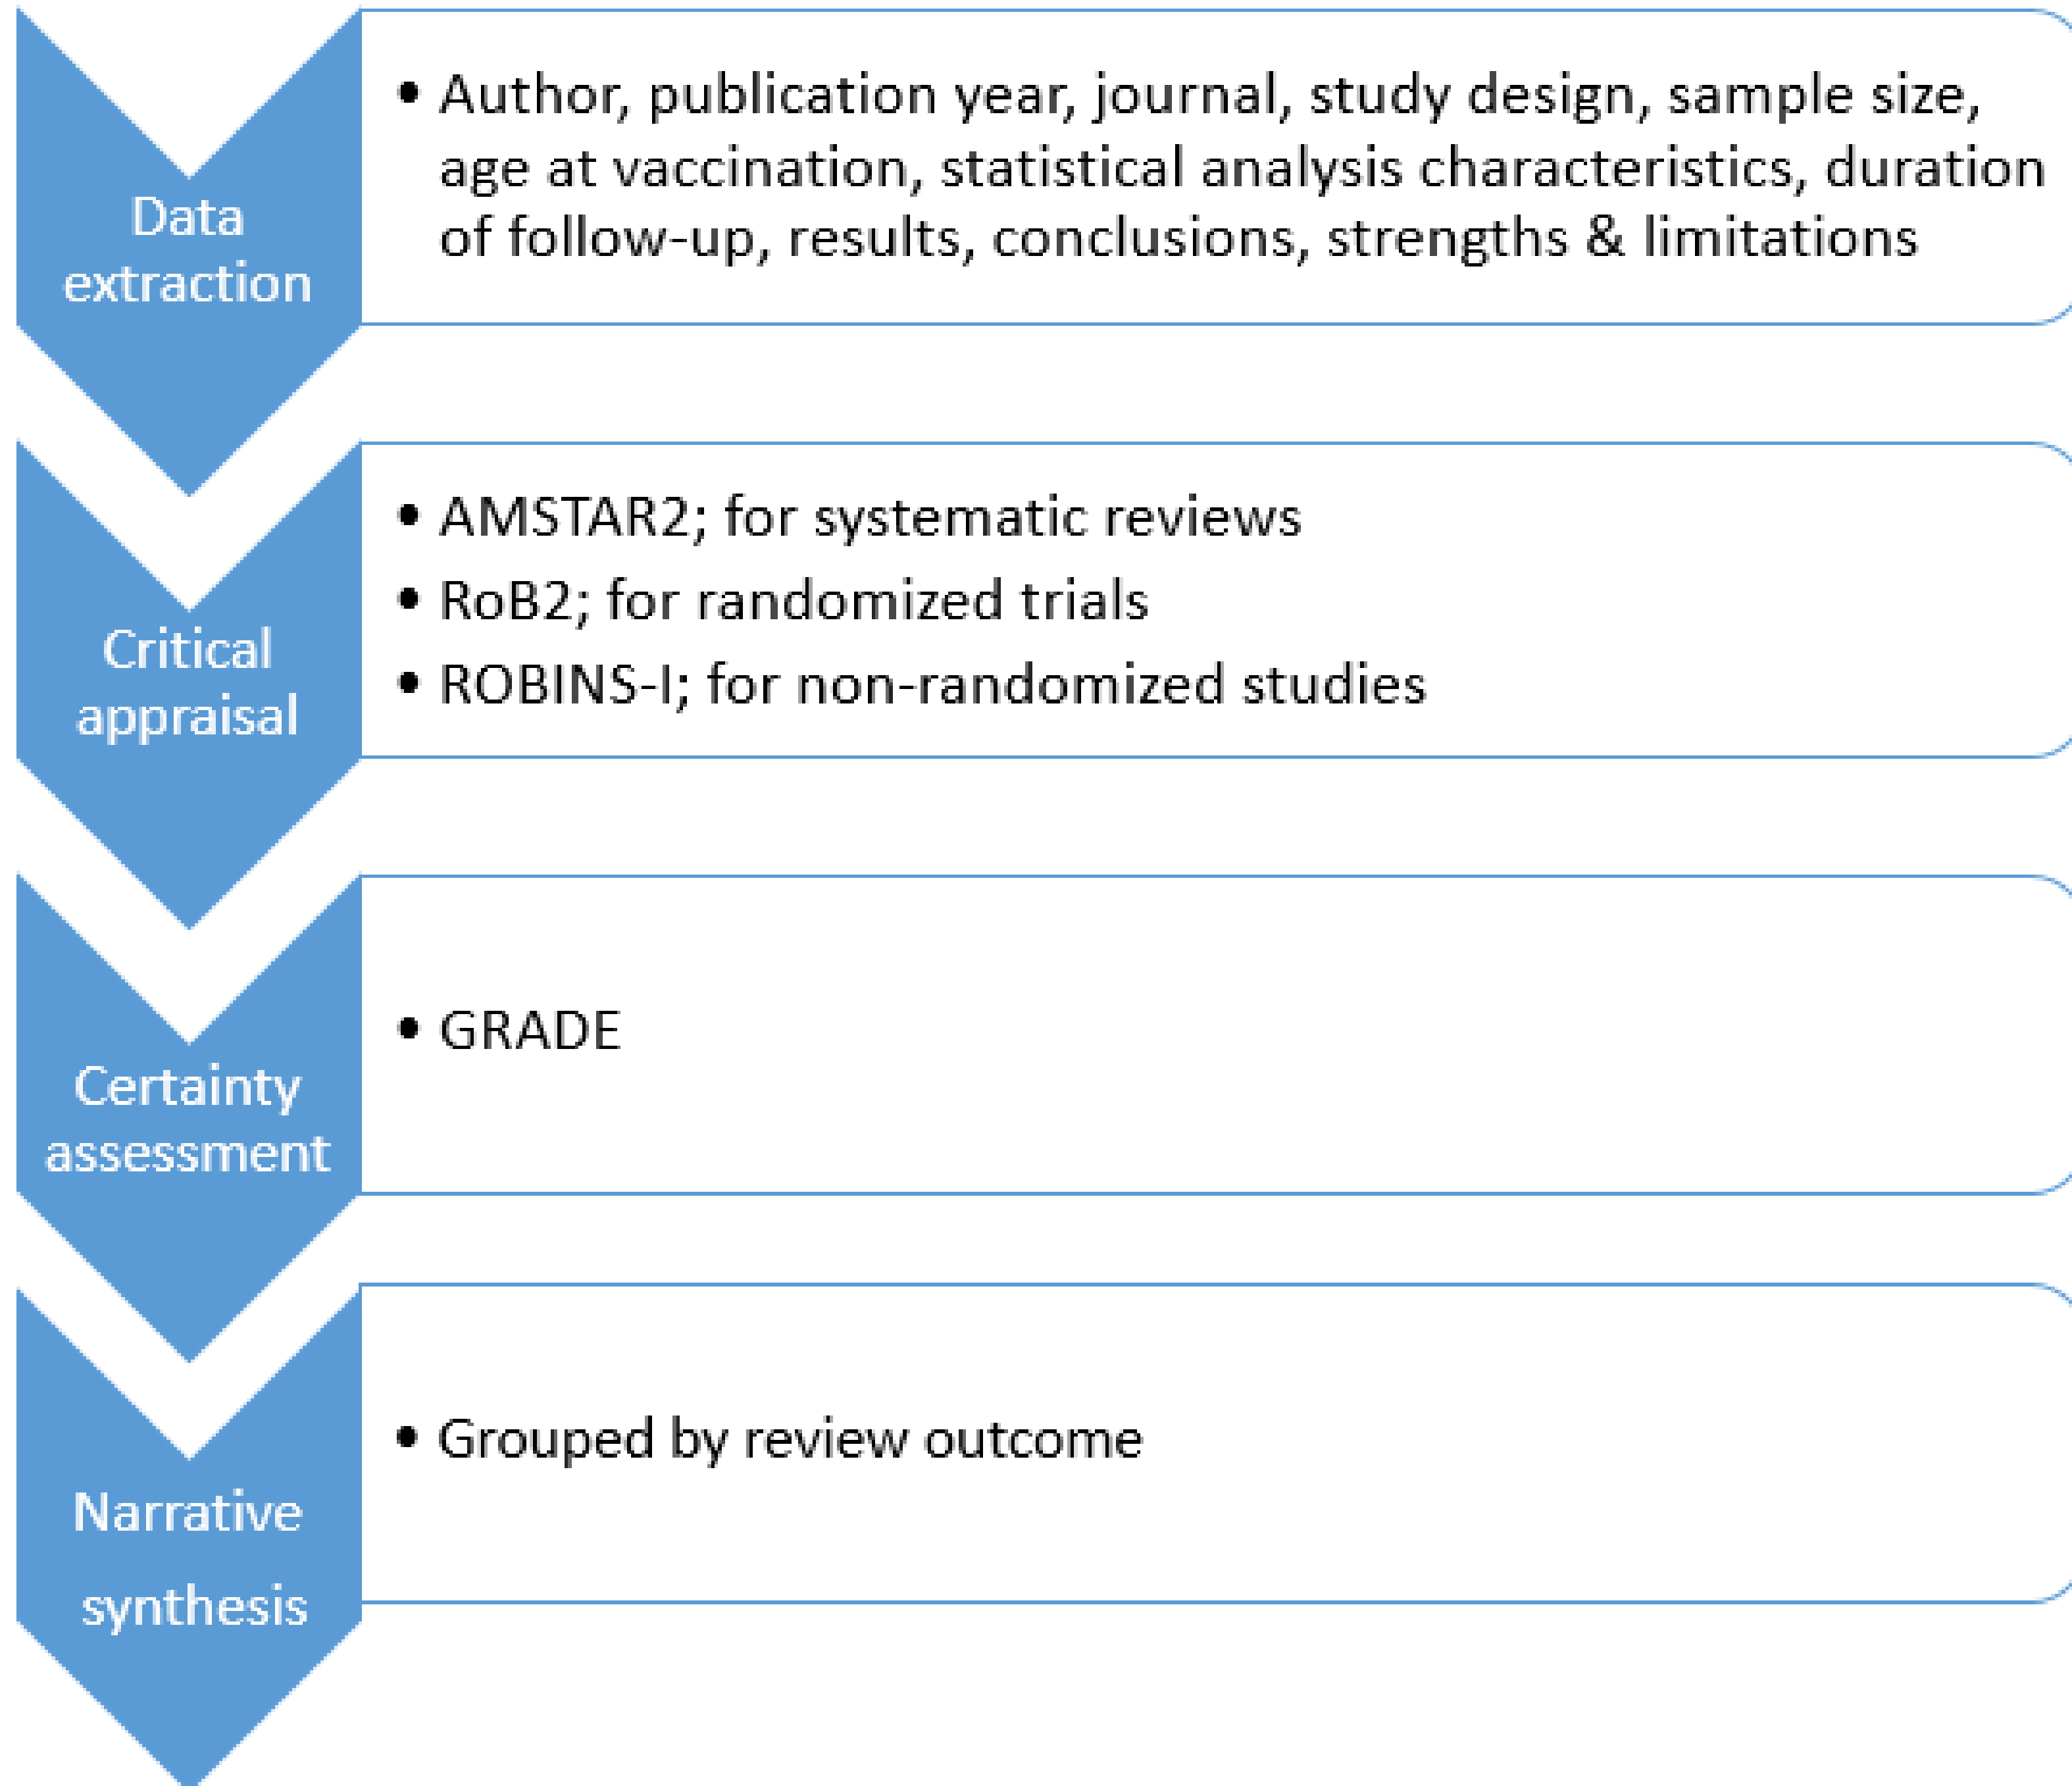 Data
extraction
• Author, publication year, journal, study design, sample size,
age at vaccination, statistical analysis characteristics, duration
of follow-up, results, conclusions, strengths & limitations
Critical
appraisal
• AMSTAR2; for systematic reviews
• RoB2; for randomized trials
• ROBINS-I; for non-randomized studies
Certainty
assessment
• GRADE
Narrative
synthesis
• Grouped by review outcome